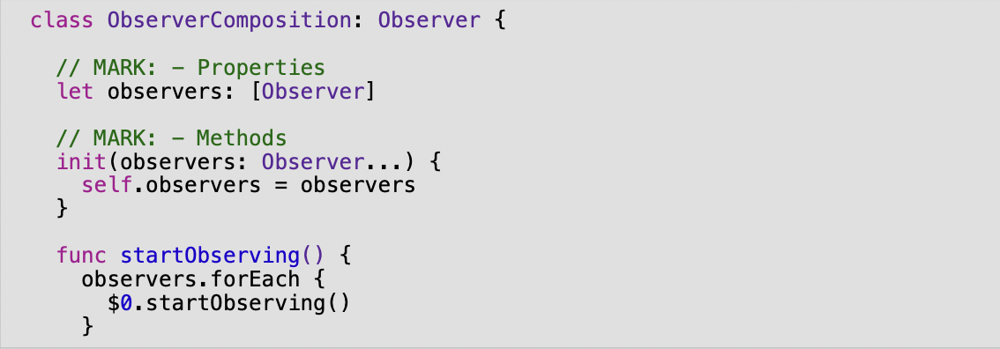 class ObserverComposition: Observer {
// MARK: – Properties
let observers: [Observer]
// MARK: – Methods
init(observers: Observer...) {
self.observers = observers
}
func startObserving() {
observers.forEach {
$0.startObserving()
}